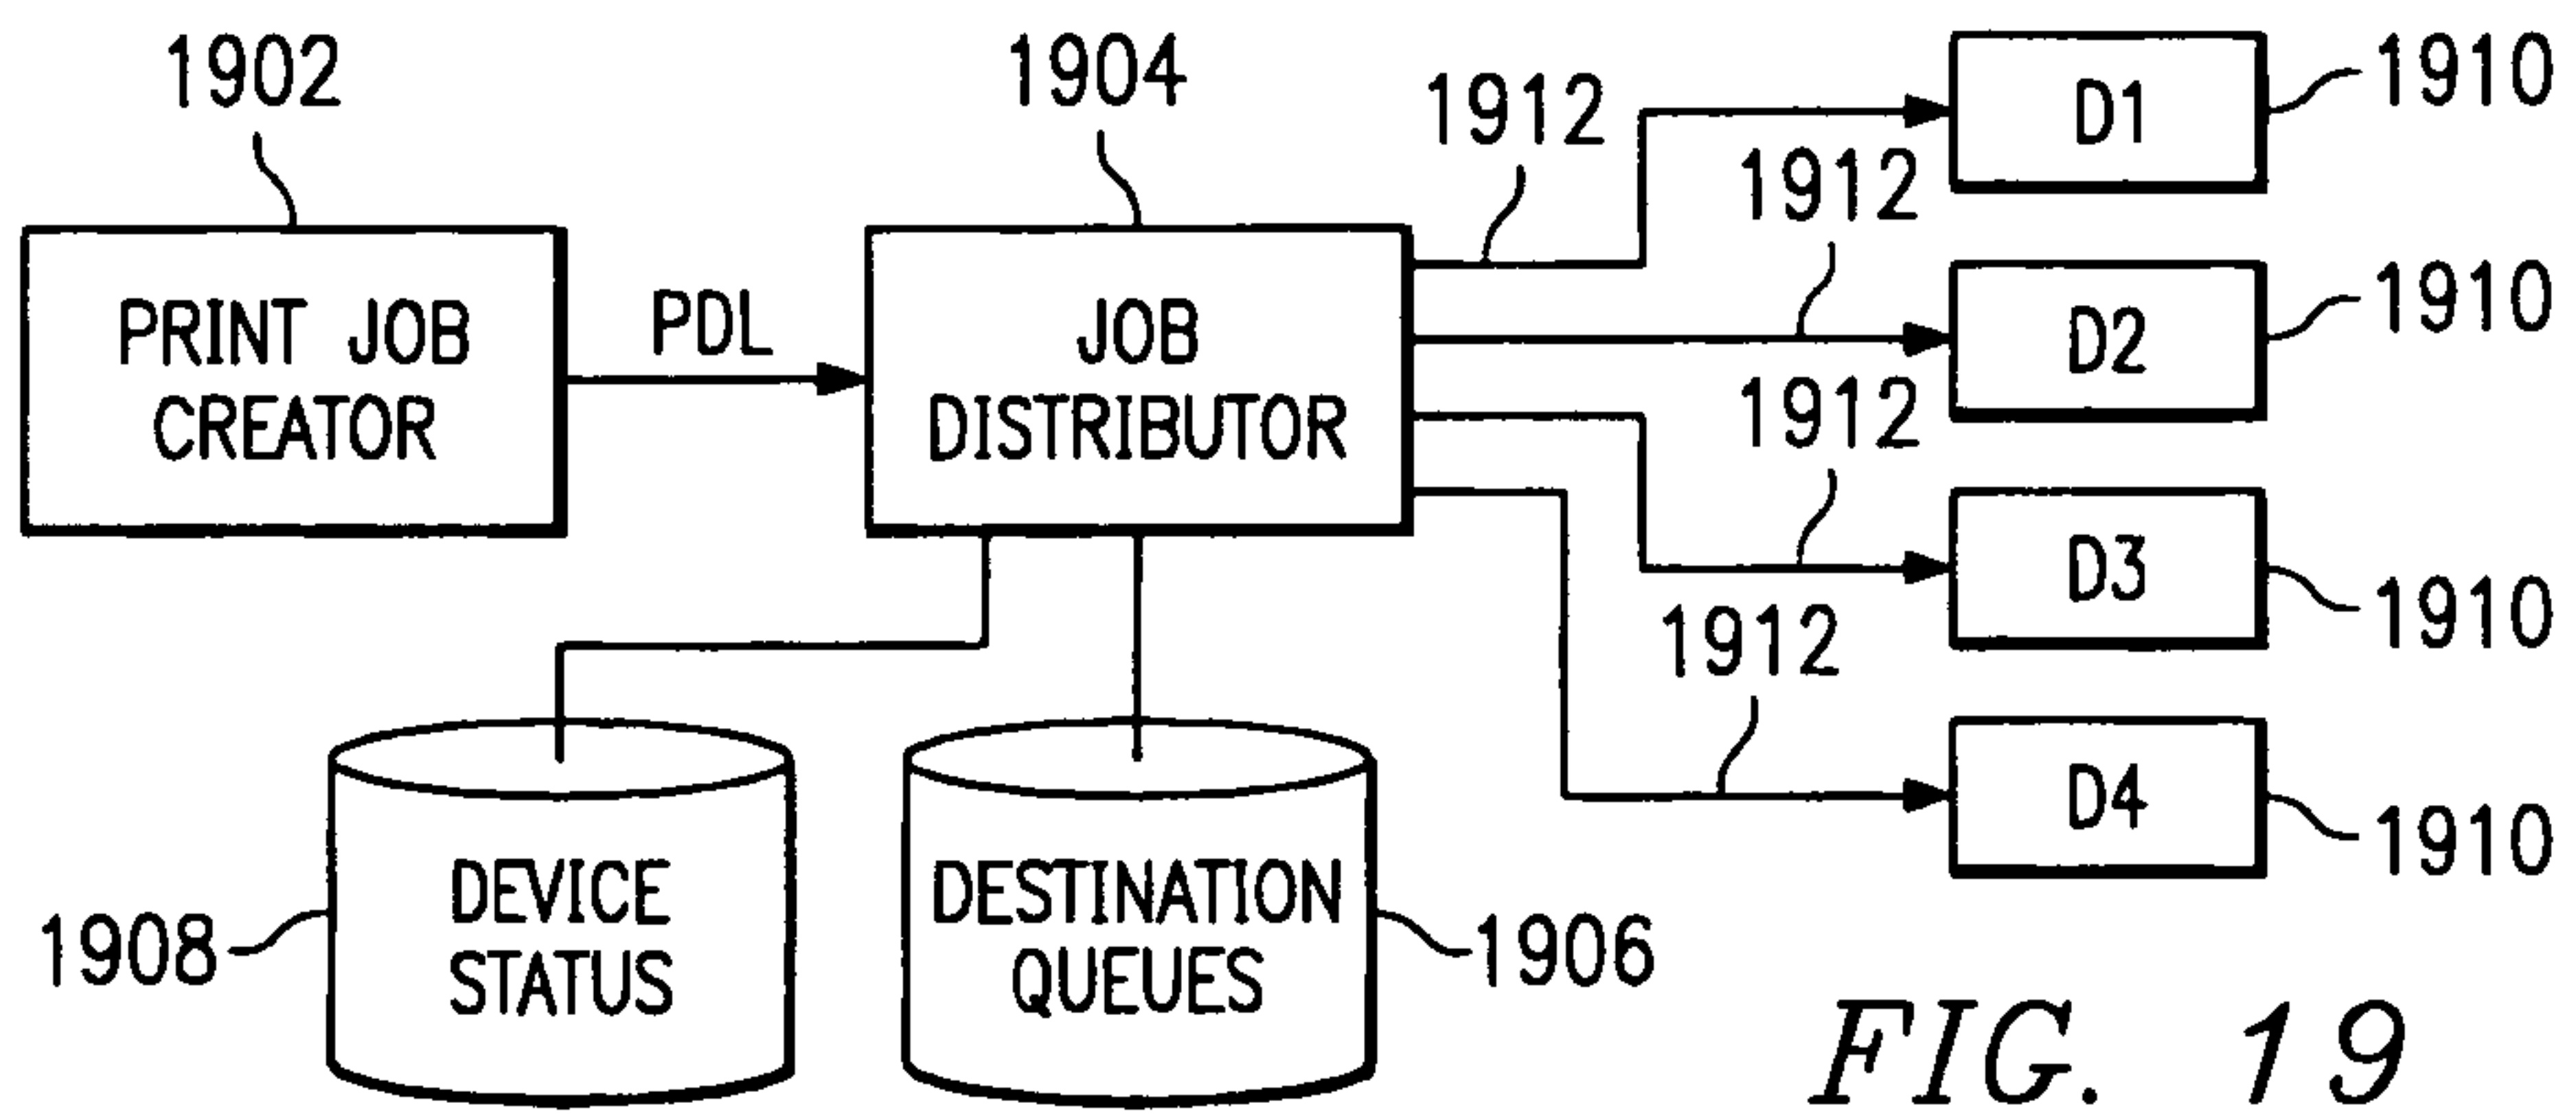 1902
1904
1912
D1
1910
1912
PRINT JOB
CREATOR
PDL
JOB
DISTRIBUTOR
D2
1910
1912
D3
1910
1912
D4
1910
DEVICE
STATUS
1908
DESTINATION
QUEUES
1906
FIG. 19